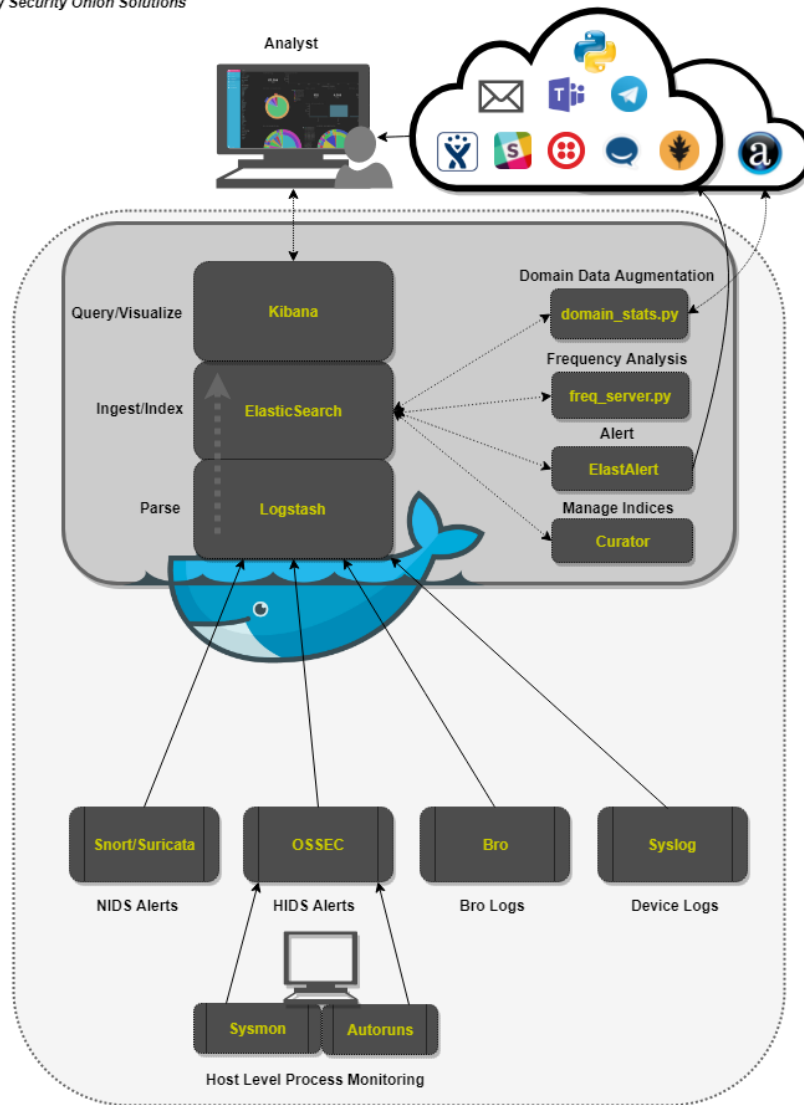 Security Onion Solutions
Analyst
Domain Data Augmentation
Query/Visualize
Kibana
domain_stats.py
Frequency Analysis
freq_server.py
Ingest/Index
ElasticSearch
Alert
ElastAlert
Parse
Logstash
Manage Indices
Curator
Snort/Suricata
OSSEC
Bro
Syslog
NIDS Alerts
HIDS Alerts
Bro Logs
Device Logs
Sysmon
Autoruns
Host Level Process Monitoring
T
S
a